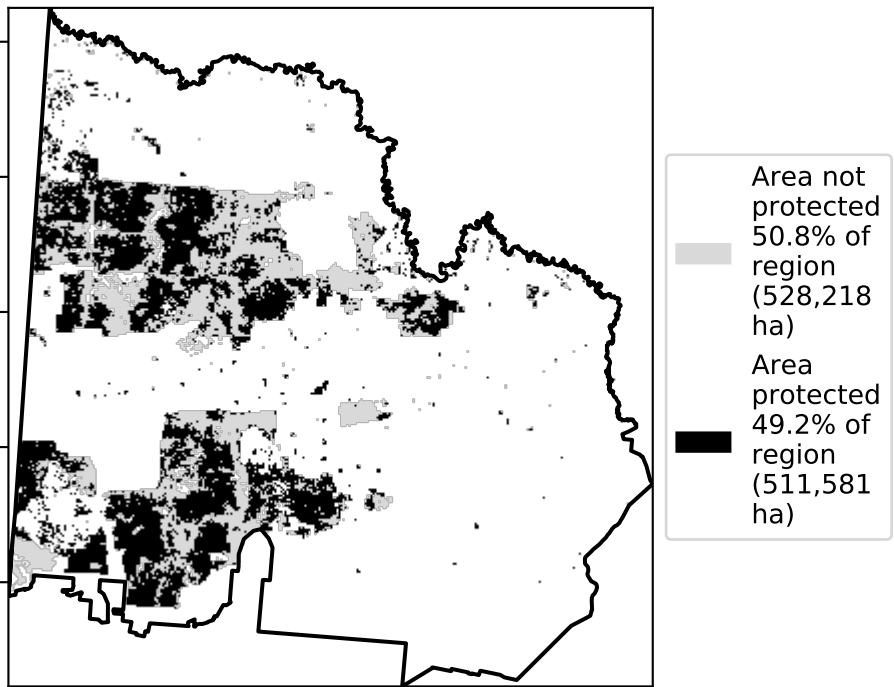 Area not
protected
50.8% of
region
(528,218
ha)
Area
protected
49.2% of
region
(511,581
ha)